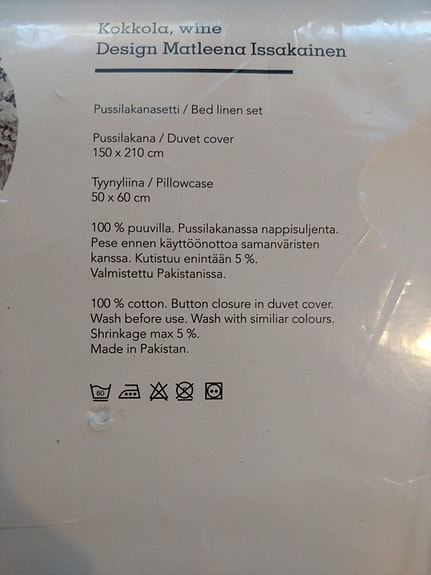 Kokkola, wine
Design Matleena Issakainen
Pussilakanasetti / Bed linen set
Pussilakana / Duvet cover
150 x 210 cm
Tyynyliina / Pillowcase
50 x 60 cm
100 % puuvilla. Pussilakanassa nappisuljenta.
Pese ennen käyttöönottoa samanväristen
kanssa. Kutistuu enintään 5 %.
Valmistettu Pakistanissa.
100 % cotton. Button closure in duvet cover.
Wash before use. Wash with similiar colours.
Shrinkage max 5 %.
Made in Pakistan.
60